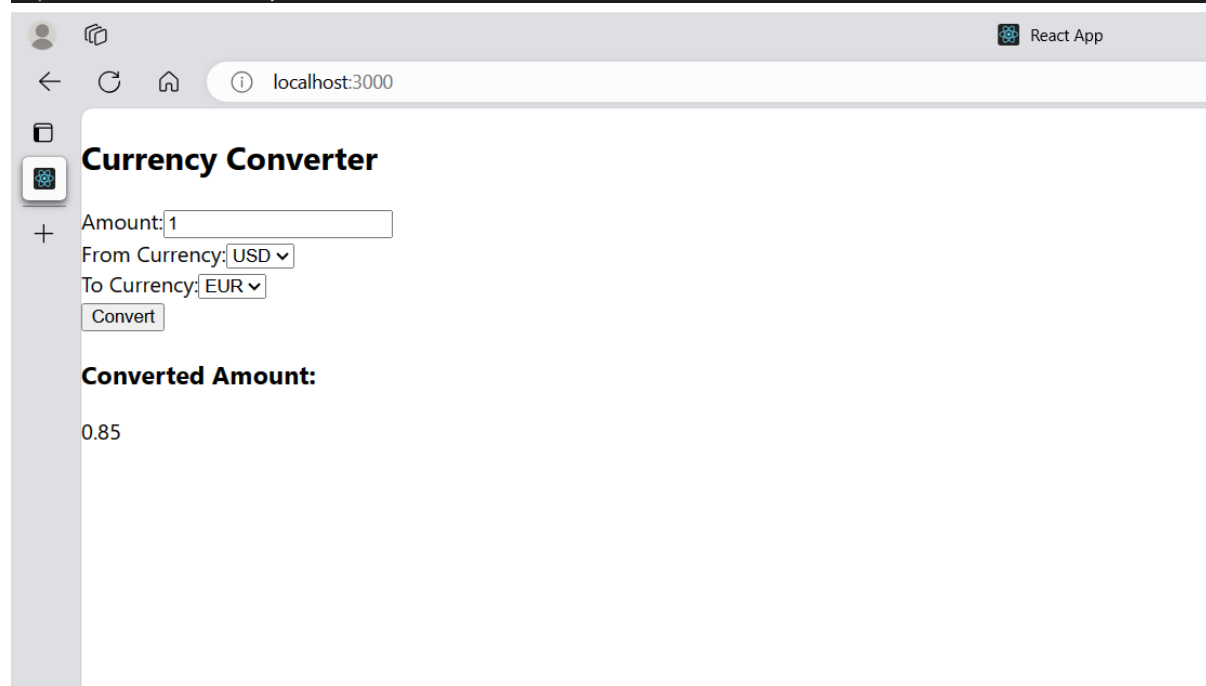 React App
localhost:3000
Currency Converter
Amount:1
From Currency:USD
To Currency:EUR
Convert
Converted Amount:
0.85